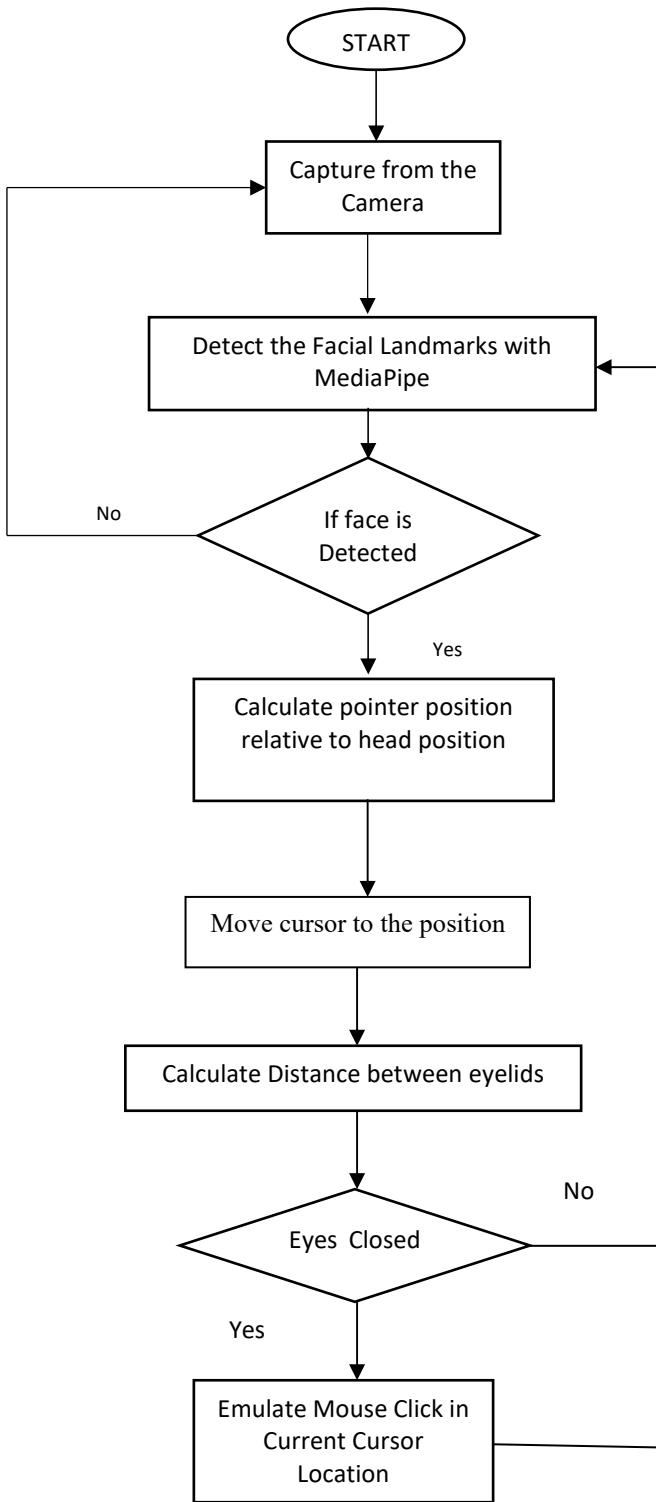 START
Capture from the
Camera
Detect the Facial Landmarks with
MediaPipe
No
If face is
Detected
Yes
Calculate pointer position
relative to head position
Move cursor to the position
Calculate Distance between eyelids
No
Eyes Closed
Yes
Emulate Mouse Click in
Current Cursor
Location